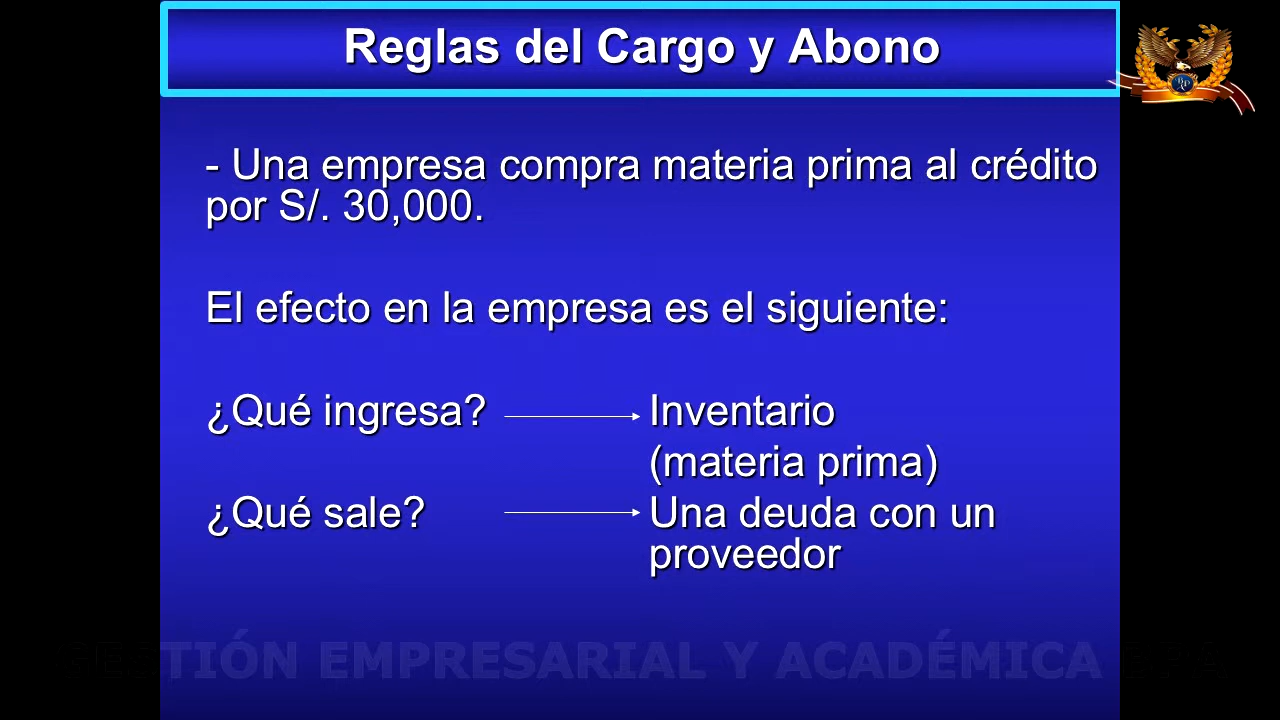 Reglas del Cargo y Abono
- Una empresa compra materia prima al crédito
por S/. 30,000.
El efecto en la empresa es el siguiente:
¿Qué ingresa? Inventario
(materia prima)
¿Qué sale? Una deuda con un
proveedor
GESTIÓN EMPRESARIAL Y ACADÉMICA